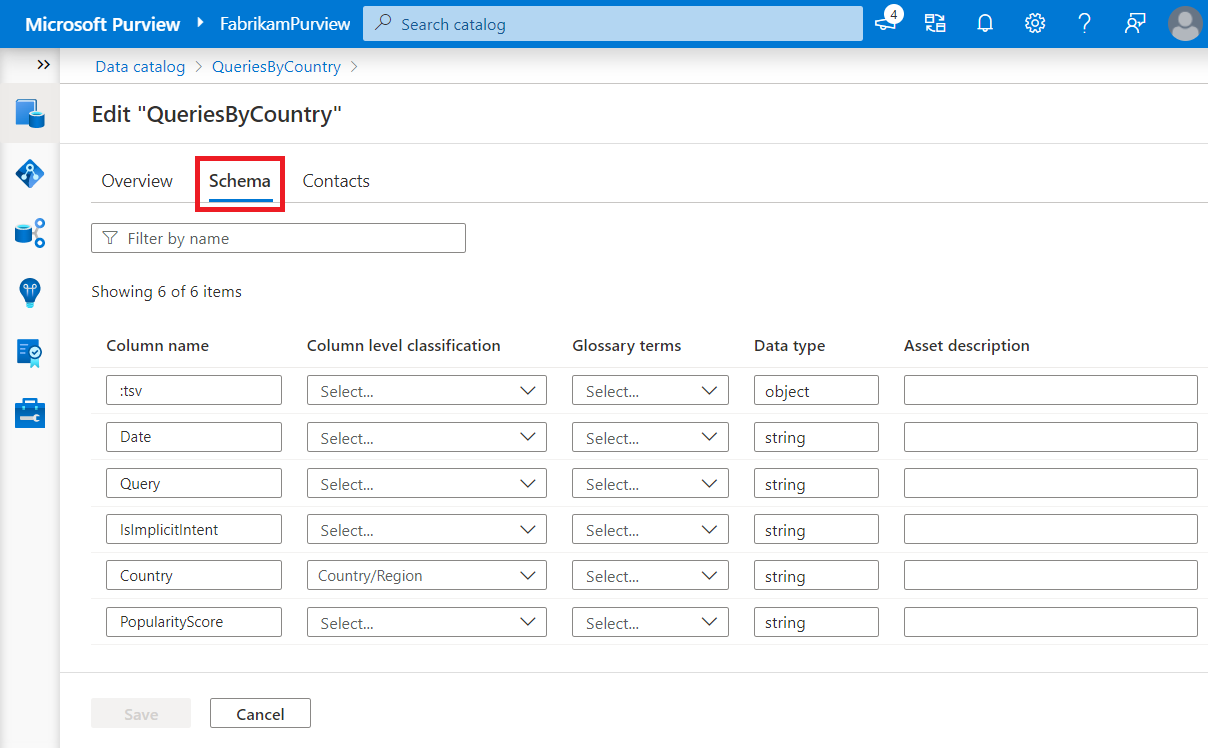 Microsoft Purview FabrikamPurview Search catalog 4
Data catalog QueriesByCountry
Edit "QueriesByCountry"
Overview Schema Contacts
Filter by name
Showing 6 of 6 items
Column name Column level classification Glossary terms Data type Asset description
:tsv Select... Select... object
Date Select... Select... string
Query Select... Select... string
IsImplicitIntent Select... Select... string
Country Country/Region Select... string
PopularityScore Select... Select... string
Save Cancel